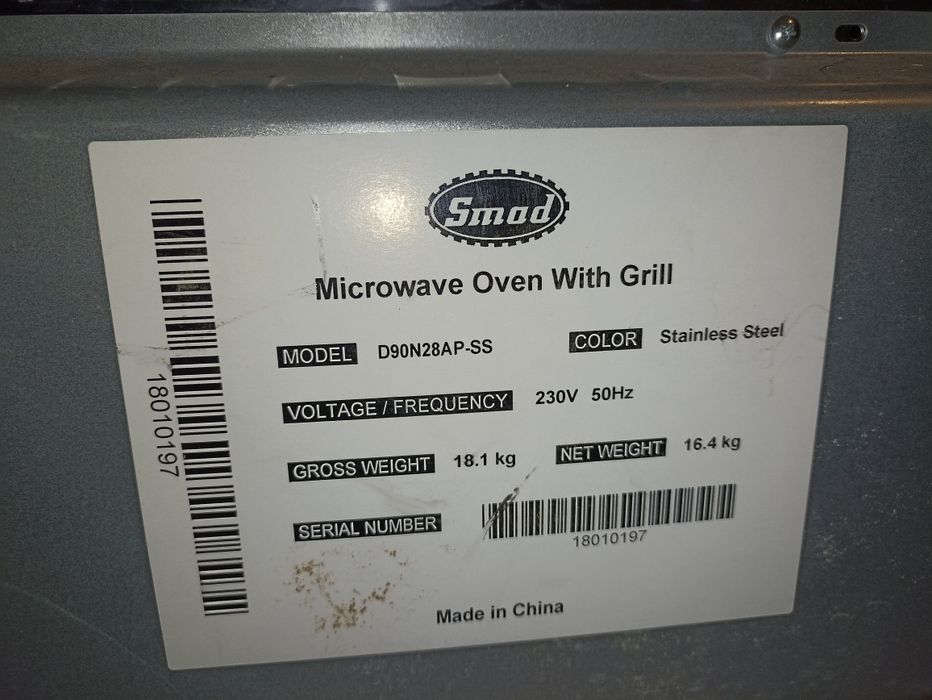 Smad
Microwave Oven With Grill
MODEL D90N28AP-SS COLOR Stainless Steel
VOLTAGE / FREQUENCY 230V 50Hz
GROSS WEIGHT 18.1 kg NET WEIGHT 16.4 kg
SERIAL NUMBER
18010197
Made in China
18010197